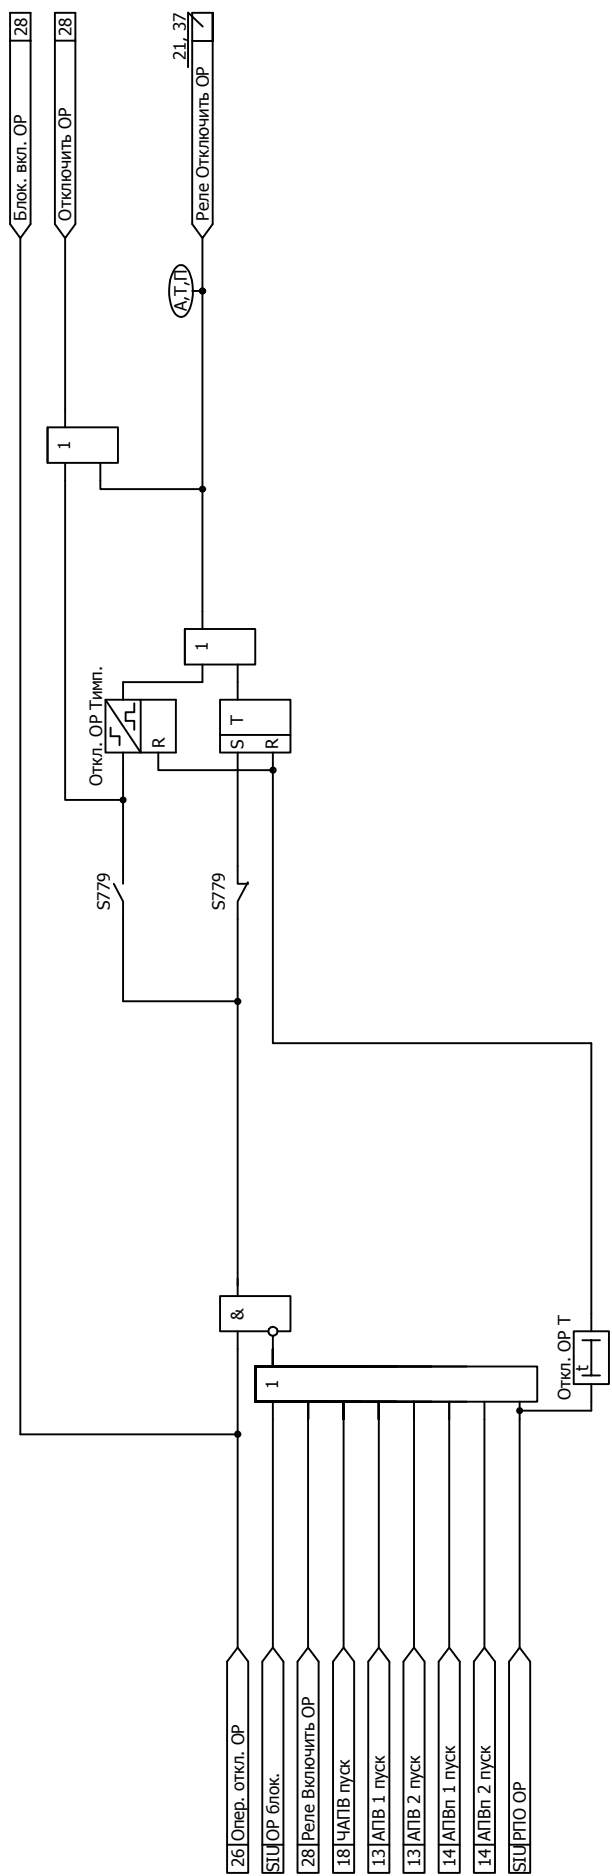 28 Блок. вкл. ОР
28 Отключить ОР
21, 37
Реле Отключить ОР
А,Т,П
1
1
Откл. ОР Тимп.
R
T
S
R
S779
S779
&
1
Откл. ОР Т
t
26 Опер. откл. ОР
SIU ОР блок.
28 Реле Включить ОР
18 ЧАПВ пуск
13 АПВ 1 пуск
13 АПВ 2 пуск
14 АПВп 1 пуск
14 АПВп 2 пуск
SIU РПО ОР